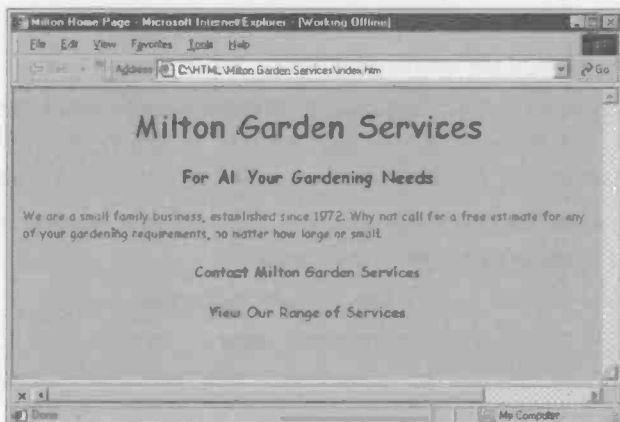 Milton Home Page - Microsoft Internet Explorer - [Working Offline]
File Edit View Favorites Tools Help
Address C:\HTML\Milton Garden Services\index.htm Go
Milton Garden Services
For All Your Gardening Needs
We are a small family business, established since 1972. Why not call for a free estimate for any
of your gardening requirements, no matter how large or small.
Contact Milton Garden Services
View Our Range of Services
Done My Computer